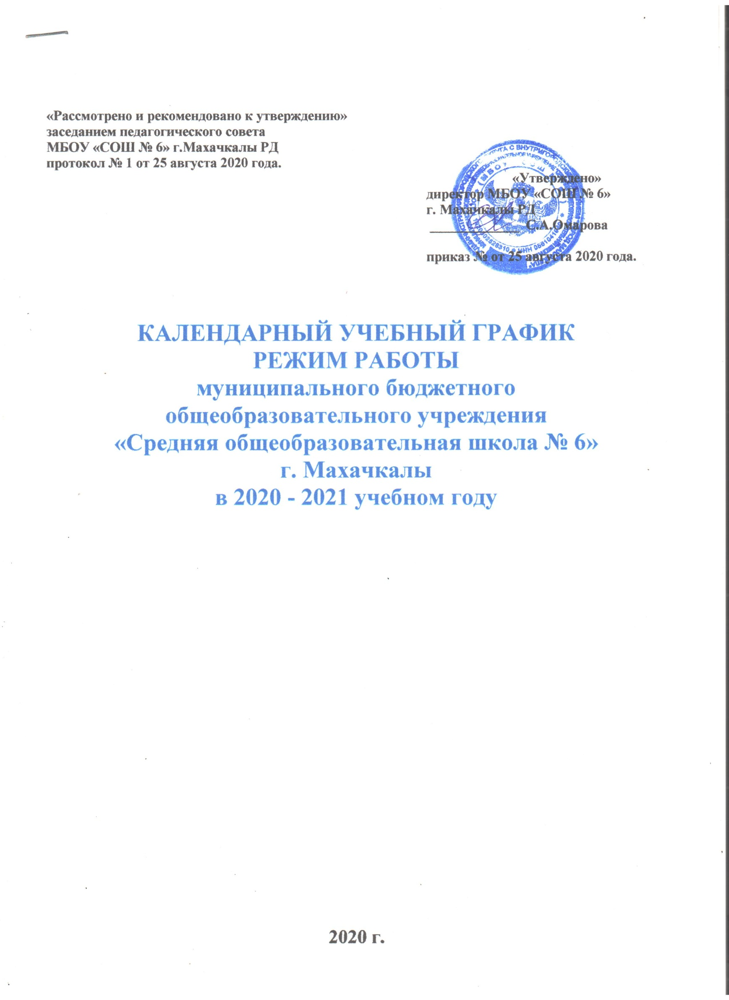 «Рассмотрено и рекомендовано к утверждению»
заседанием педагогического совета
МБОУ «СОШ № 6» г.Махачкалы РД
протокол № 1 от 25 августа 2020 года.
«Утверждено»
директор МБОУ «СОШ № 6»
г. Махачкалы РД
____________ С.А.Омарова
приказ № от 25 августа 2020 года.
КАЛЕНДАРНЫЙ УЧЕБНЫЙ ГРАФИК
РЕЖИМ РАБОТЫ
муниципального бюджетного
общеобразовательного учреждения
«Средняя общеобразовательная школа № 6»
г. Махачкалы
в 2020 - 2021 учебном году
2020 г.